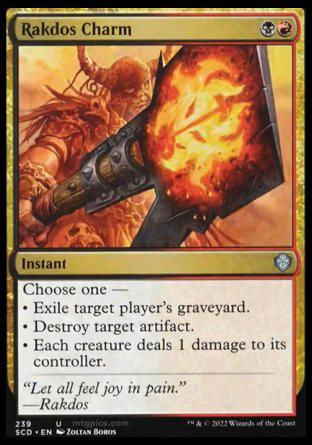 Rakdos Charm
Instant
Choose one —
• Exile target player's graveyard.
• Destroy target artifact.
• Each creature deals 1 damage to its
controller.
"Let all feel joy in pain."
—Rakdos
239 U mtgpics.com
SCD • EN Zoltan Boros
™ & © 2022 Wizards of the Coast